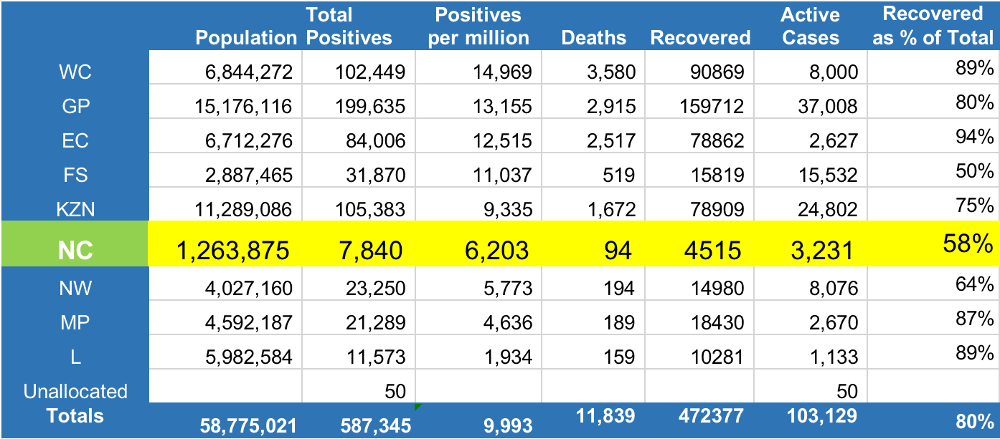 Population Total Positives Positives per million Deaths Recovered Active Cases Recovered as % of Total
WC 6,844,272 102,449 14,969 3,580 90869 8,000 89%
GP 15,176,116 199,635 13,155 2,915 159712 37,008 80%
EC 6,712,276 84,006 12,515 2,517 78862 2,627 94%
FS 2,887,465 31,870 11,037 519 15819 15,532 50%
KZN 11,289,086 105,383 9,335 1,672 78909 24,802 75%
NC 1,263,875 7,840 6,203 94 4515 3,231 58%
NW 4,027,160 23,250 5,773 194 14980 8,076 64%
MP 4,592,187 21,289 4,636 189 18430 2,670 87%
L 5,982,584 11,573 1,934 159 10281 1,133 89%
Unallocated 50 50
Totals 58,775,021 587,345 9,993 11,839 472377 103,129 80%